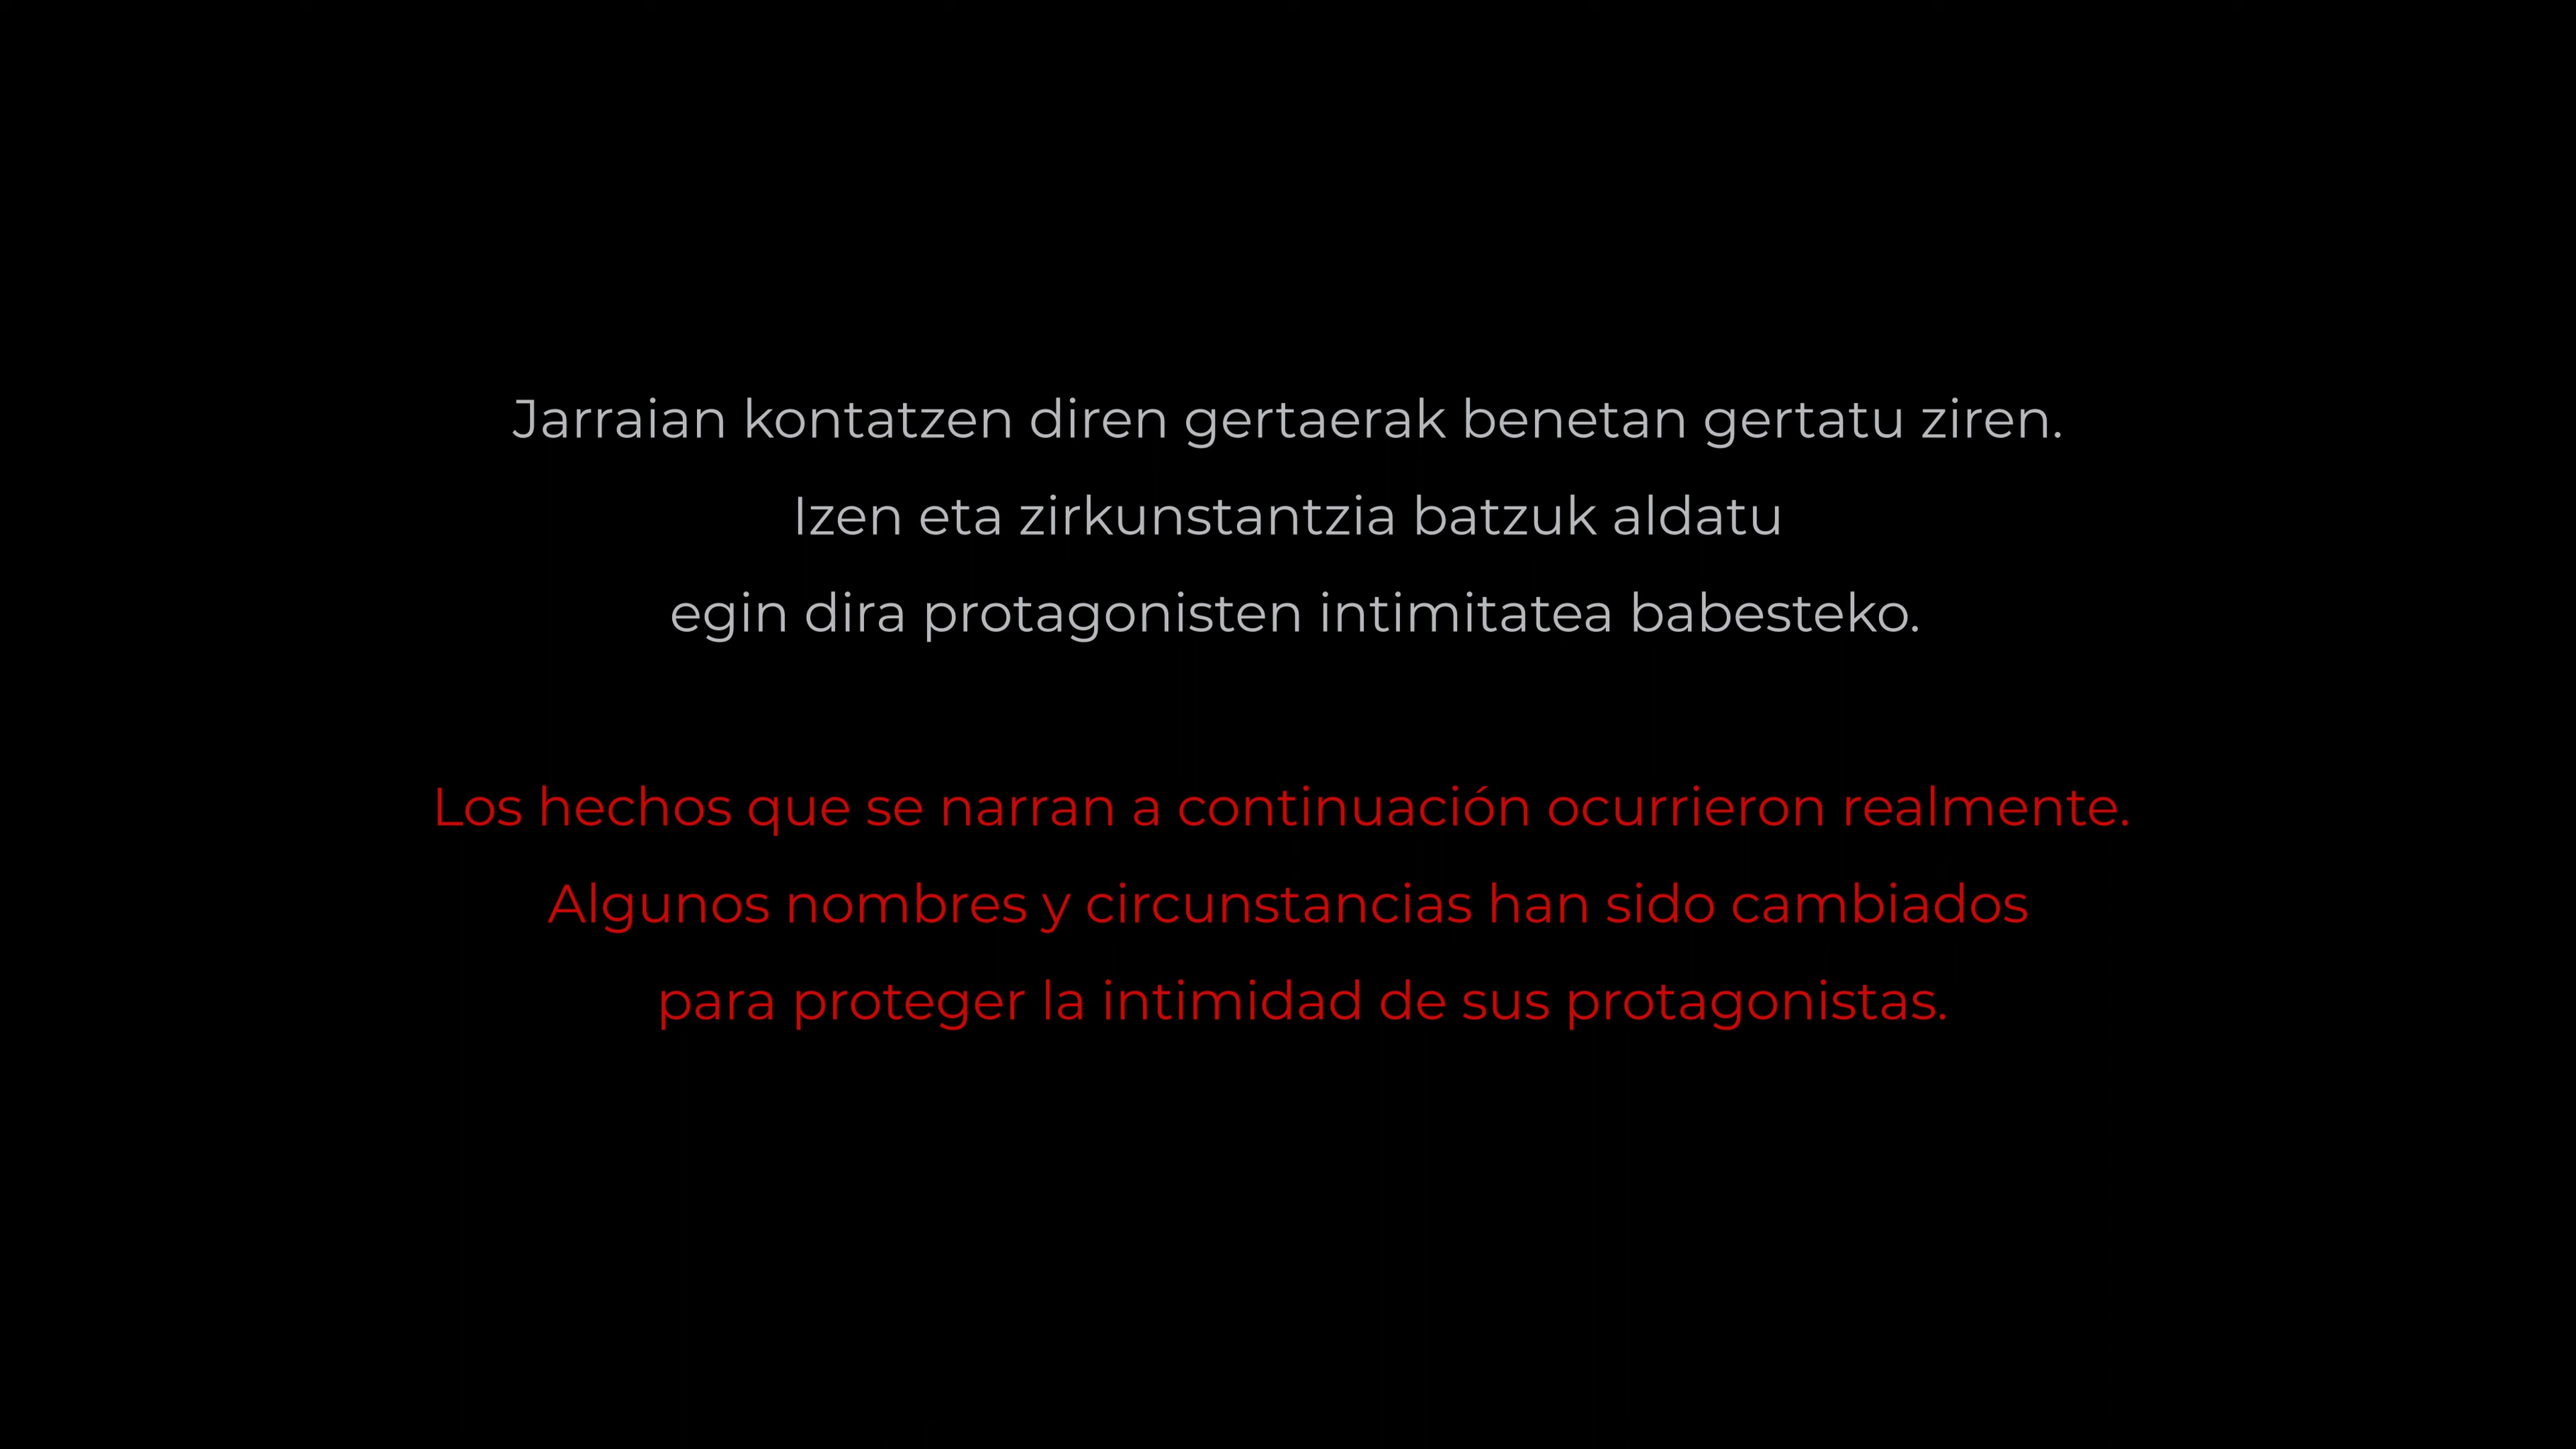 Jarraian kontatzen diren gertaerak benetan gertatu ziren.
Izen eta zirkunstantzia batzuk aldatu
egin dira protagonisten intimitatea babesteko.
Los hechos que se narran a continuación ocurrieron realmente.
Algunos nombres y circunstancias han sido cambiados
para proteger la intimidad de sus protagonistas.